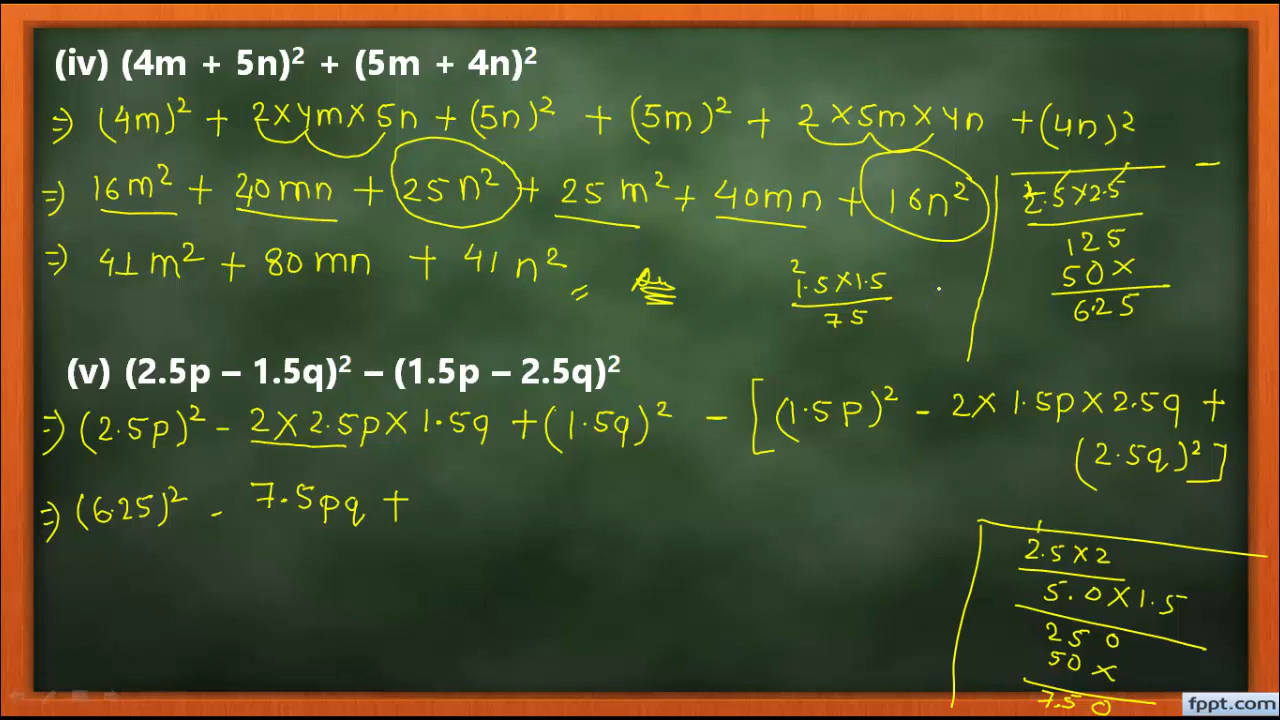 (iv) (4m + 5n)² + (5m + 4n)²
⇒ (4m)² + 2×4m×5n + (5n)² + (5m)² + 2×5m×4n + (4n)²
⇒ 16m² + 40mn + 25n² + 25m² + 40mn + 16n²
⇒ 41m² + 80mn + 41n²
=
2
1.5×1.5
75
2.5×2.5
125
50×
6.25
(v) (2.5p – 1.5q)² – (1.5p – 2.5q)²
⇒ (2.5p)² - 2×2.5p×1.5q + (1.5q)² - [(1.5p)² - 2×1.5p×2.5q +
(2.5q)²]
⇒ (6.25)² - 7.5pq +
1
2.5×2
5.0×1.5
250
50×
7.50
fppt.com